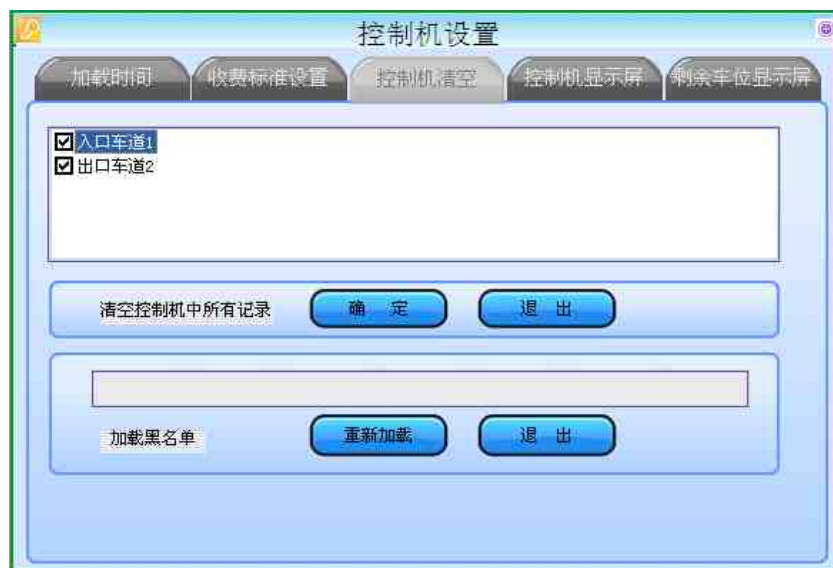 控制机设置
加载时间 收费标准设置 控制机清空 控制机显示屏 剩余车位显示屏
入口车道1
出口车道2
清空控制机中所有记录 确 定 退 出
加载黑名单 重新加载 退 出